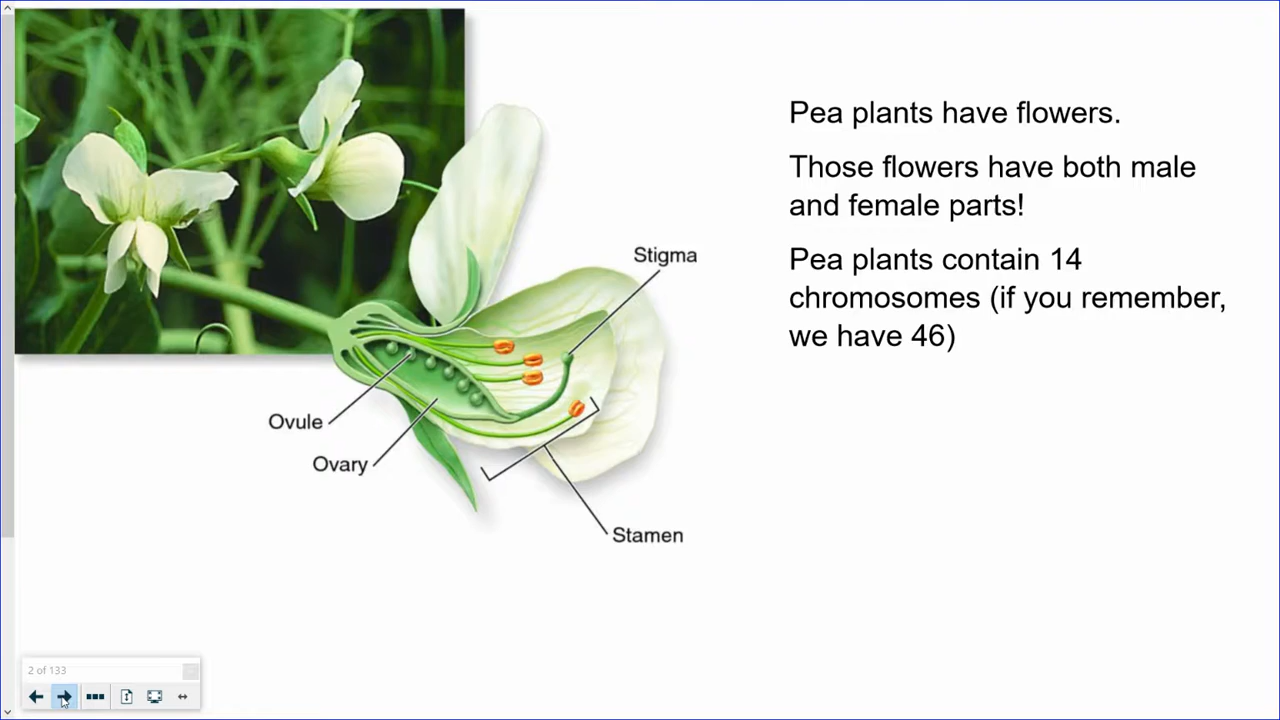 Pea plants have flowers.
Those flowers have both male
and female parts!
Pea plants contain 14
chromosomes (if you remember,
we have 46)
Stigma
Ovule
Ovary
Stamen
2 of 133